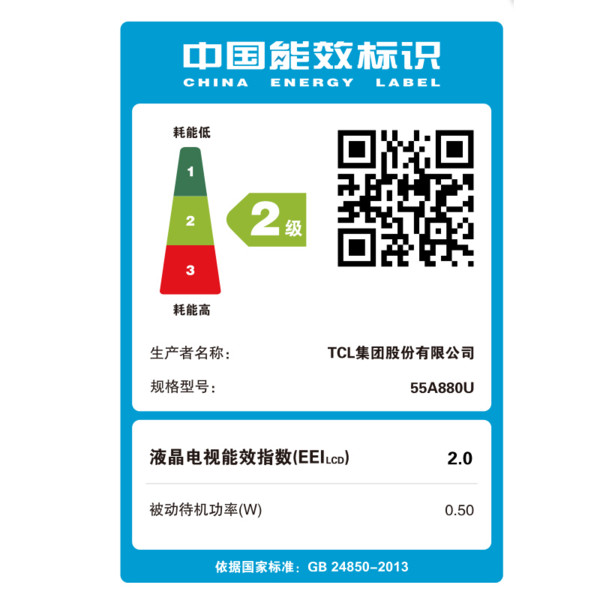 中国能效标识
CHINA ENERGY LABEL
耗能低
1
2
3
2级
耗能高
生产者名称： TCL集团股份有限公司
规格型号： 55A880U
液晶电视能效指数(EEILCD) 2.0
被动待机功率(W) 0.50
依据国家标准：GB 24850-2013